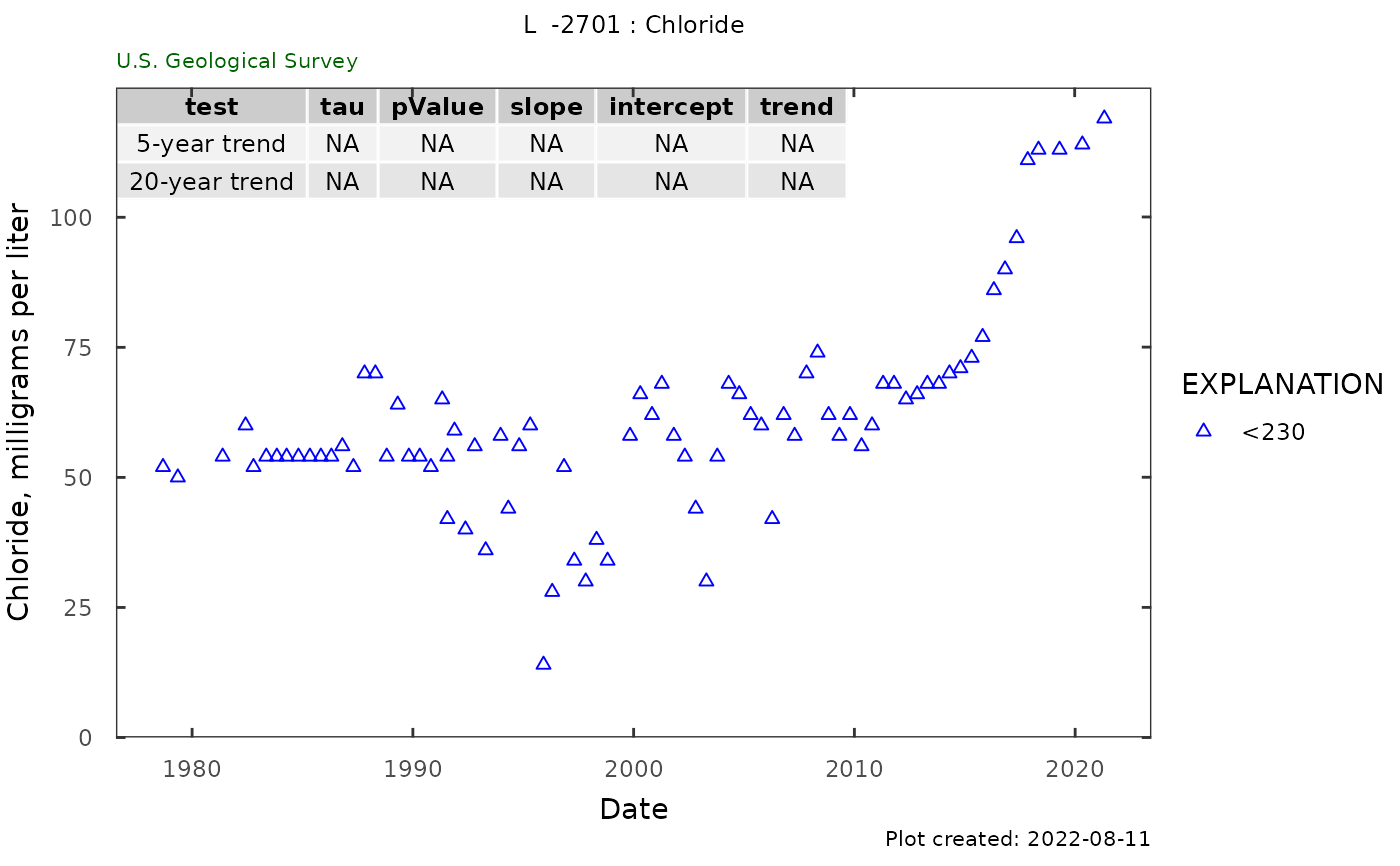 L  -2701 : Chloride
U.S. Geological Survey
test tau pValue slope intercept trend
5-year trend NA NA NA NA NA
20-year trend NA NA NA NA NA
Chloride, milligrams per liter
100
75
50
25
0
1980 1990 2000 2010 2020
Date
EXPLANATION
<230
Plot created: 2022-08-11